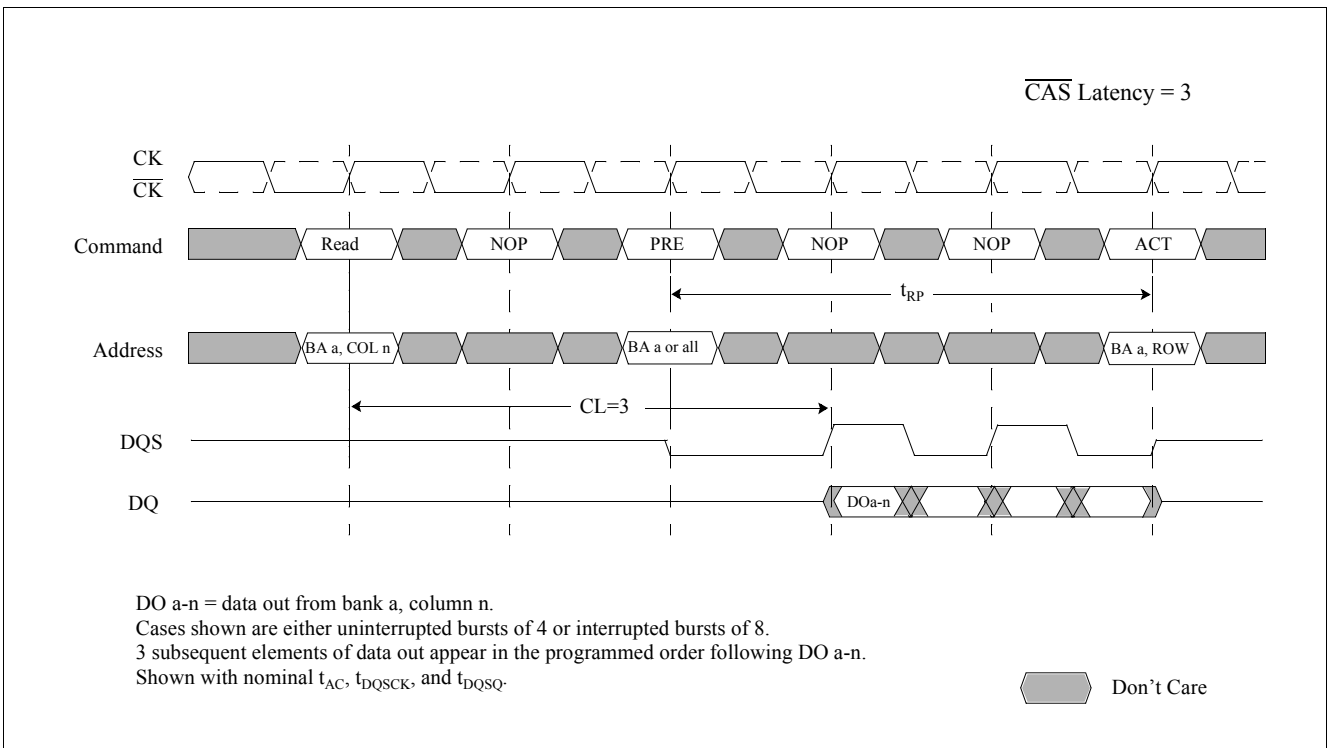 CAS Latency = 3
CK
CK
Command
Read
NOP
PRE
NOP
NOP
ACT
tRP
Address
BA a, COL n
BA a or all
BA a, ROW
CL=3
DQS
DQ
DOa-n
DO a-n = data out from bank a, column n.
Cases shown are either uninterrupted bursts of 4 or interrupted bursts of 8.
3 subsequent elements of data out appear in the programmed order following DO a-n.
Shown with nominal tAC, tDQSCK, and tDQSQ.
Don't Care